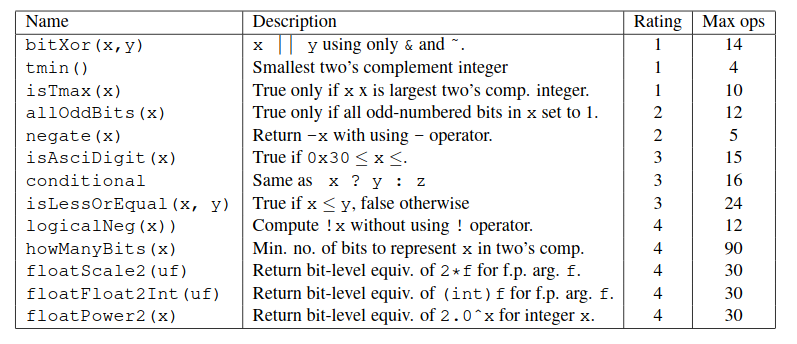 Name Description Rating Max ops
bitXor(x,y) x || y using only & and ~. 1 14
tmin() Smallest two's complement integer 1 4
isTmax(x) True only if x x is largest two's comp. integer. 1 10
allOddBits(x) True only if all odd-numbered bits in x set to 1. 2 12
negate(x) Return -x with using - operator. 2 5
isAsciDigit(x) True if 0x30 ≤ x ≤. 3 15
conditional Same as x ? y : z 3 16
isLessOrEqual(x, y) True if x ≤ y, false otherwise 3 24
logicalNeg(x)) Compute !x without using ! operator. 4 12
howManyBits(x) Min. no. of bits to represent x in two's comp. 4 90
floatScale2(uf) Return bit-level equiv. of 2*f for f.p. arg. f. 4 30
floatFloat2Int(uf) Return bit-level equiv. of (int)f for f.p. arg. f. 4 30
floatPower2(x) Return bit-level equiv. of 2.0^x for integer x. 4 30